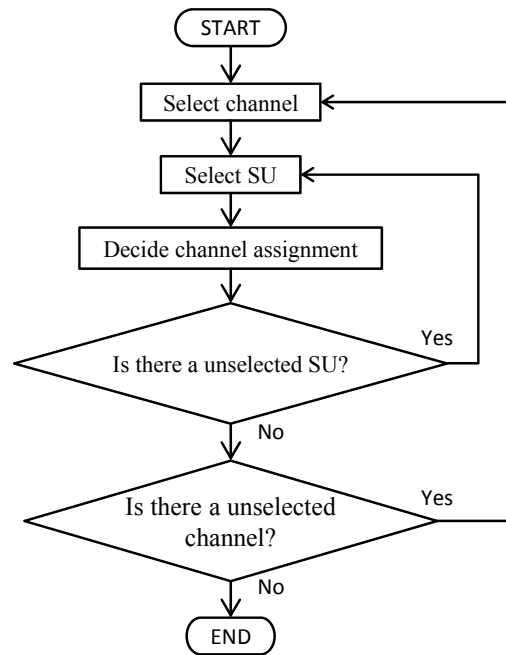 START
Select channel
Select SU
Decide channel assignment
Is there a unselected SU?
Yes
No
Is there a unselected
channel?
Yes
No
END